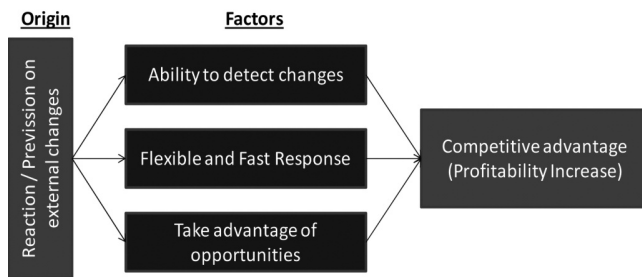 Origin
Factors
Reaction / Prevission on
external changes
Ability to detect changes
Flexible and Fast Response
Take advantage of
opportunities
Competitive advantage
(Profitability Increase)